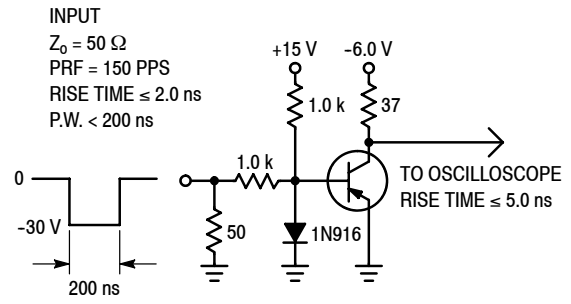 INPUT
Zo = 50 Ω
PRF = 150 PPS
RISE TIME ≤ 2.0 ns
P.W. < 200 ns
+15 V
-6.0 V
1.0 k
37
1.0 k
TO OSCILLOSCOPE
RISE TIME ≤ 5.0 ns
0
-30 V
50
1N916
200 ns